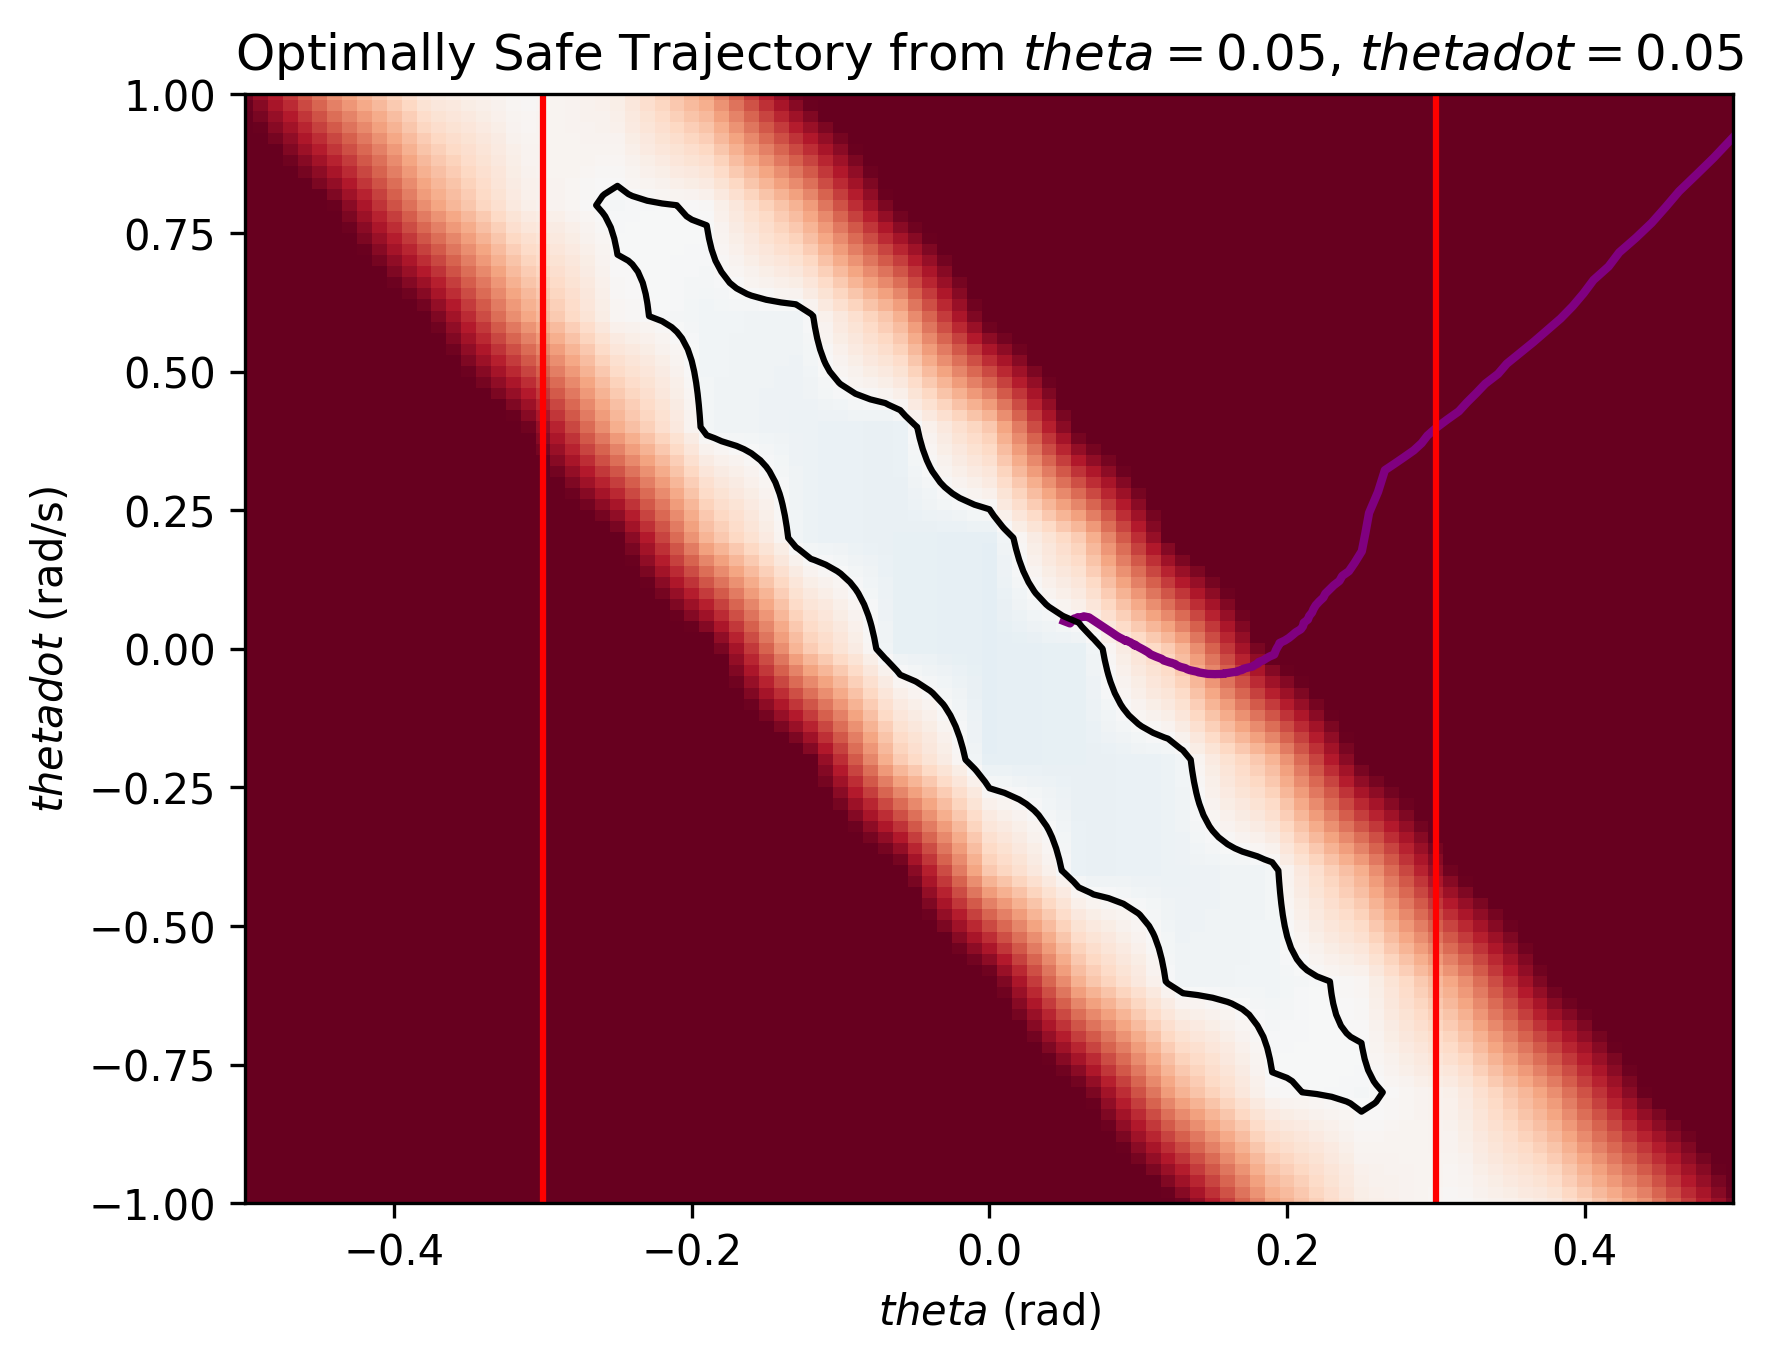 Optimally Safe Trajectory from theta = 0.05, thetadot = 0.05
1.00
0.75
0.50
0.25
0.00
−0.25
−0.50
−0.75
−1.00
thetadot (rad/s)
−0.4 −0.2 0.0 0.2 0.4
theta (rad)